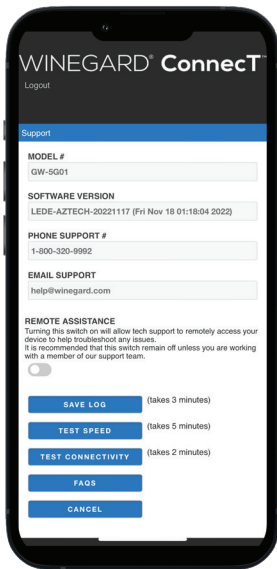 WINEGARD® ConnecT
Logout
Support
MODEL #
GW-5G01
SOFTWARE VERSION
LEDE-AZTECH-20221117 (Fri Nov 18 01:18:04 2022)
PHONE SUPPORT #
1-800-320-9992
EMAIL SUPPORT
help@winegard.com
REMOTE ASSISTANCE
Turning this switch on will allow tech support to remotely access your
device to help troubleshoot any issues.
It is recommended that this switch remain off unless you are working
with a member of our support team.
SAVE LOG (takes 3 minutes)
TEST SPEED (takes 5 minutes)
TEST CONNECTIVITY (takes 2 minutes)
FAQS
CANCEL